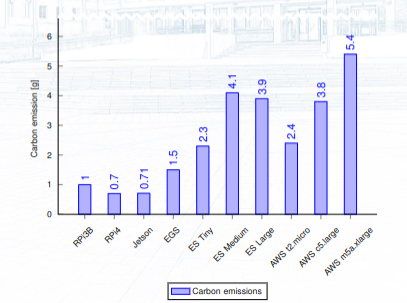 Carbon emission [g]
6
5
4
3
2
1
0
1
0.7
0.71
1.5
2.3
4.1
3.9
2.4
3.8
5.4
RPI3B
RPI4
Jetson
EGS
ES Tiny
ES Medium
ES Large
AWS t2.micro
AWS c5.large
AWS m5a.xlarge
Carbon emissions